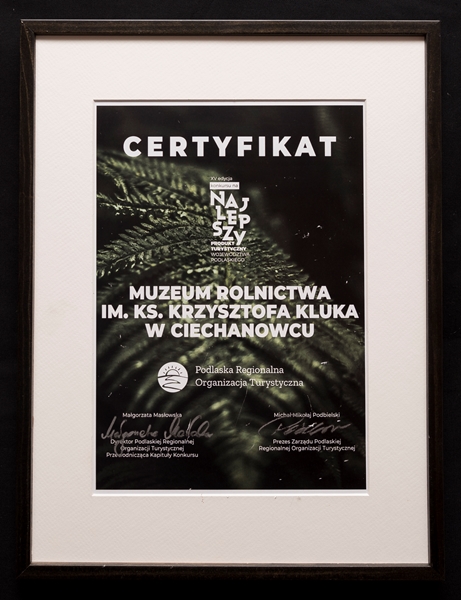 CERTYFIKAT
XV edycja
konkursu na
NAJ
LEP
SZY
PRODUKT
TURYSTYCZNY
WOJEWÓDZTWA
PODLASKIEGO
MUZEUM ROLNICTWA
IM. KS. KRZYSZTOFA KLUKA
W CIECHANOWCU
Podlaska Regionalna
Organizacja Turystyczna
Małgorzata Masłowska
Dyrektor Podlaskiej Regionalnej
Organizacji Turystycznej
Przewodnicząca Kapituły Konkursu
Michał Mikołaj Podbielski
Prezes Zarządu Podlaskiej
Regionalnej Organizacji Turystycznej